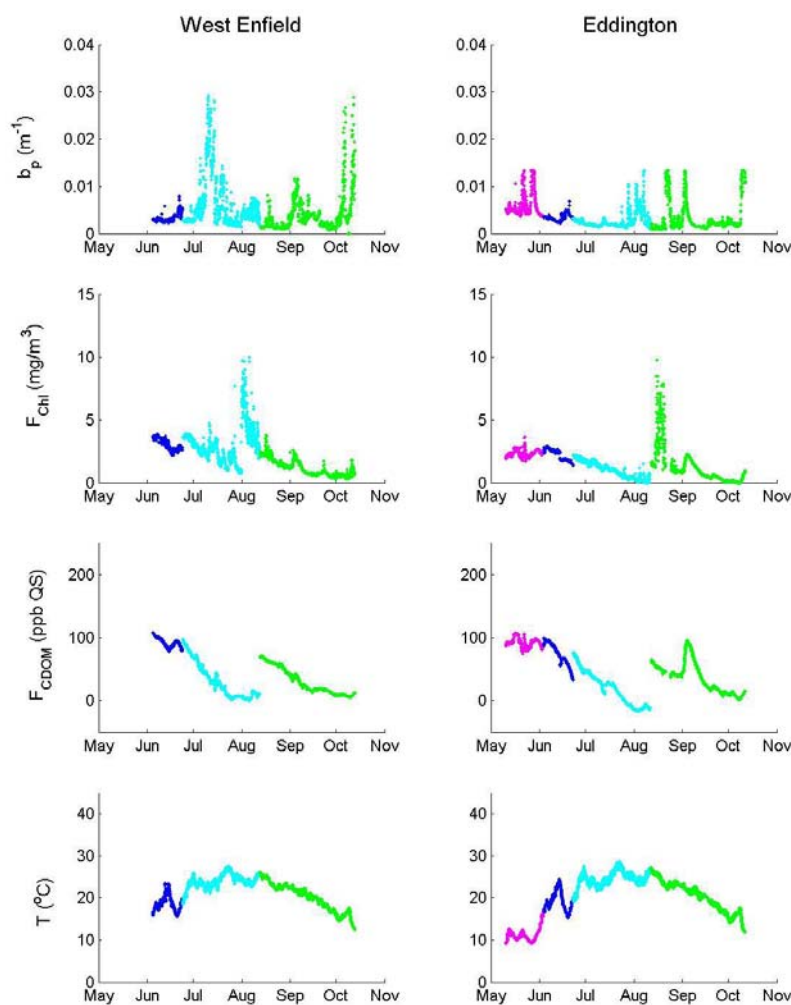 West Enfield
Eddington
0.04
0.03
0.02
0.01
0
b_p (m^-1)
May Jun Jul Aug Sep Oct Nov
0.04
0.03
0.02
0.01
0
May Jun Jul Aug Sep Oct Nov
15
10
5
0
F_Chl (mg/m^3)
May Jun Jul Aug Sep Oct Nov
15
10
5
0
May Jun Jul Aug Sep Oct Nov
200
100
0
F_CDOM (ppb QS)
May Jun Jul Aug Sep Oct Nov
200
100
0
May Jun Jul Aug Sep Oct Nov
40
30
20
10
0
T (°C)
May Jun Jul Aug Sep Oct Nov
40
30
20
10
0
May Jun Jul Aug Sep Oct Nov